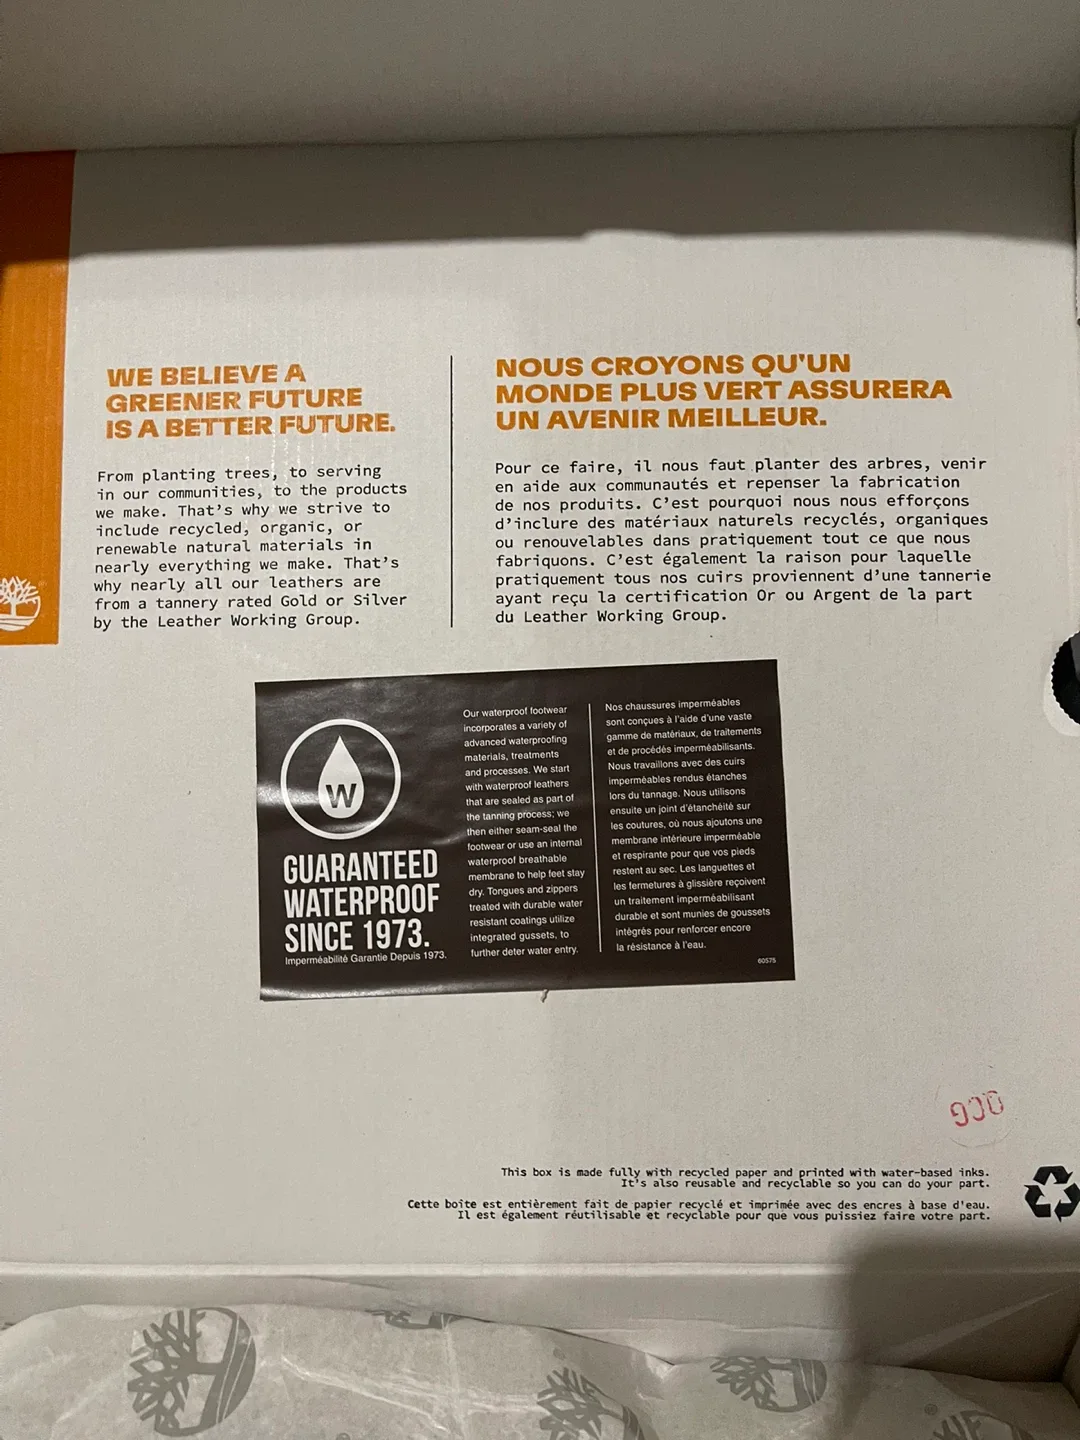 WE BELIEVE A
GREENER FUTURE
IS A BETTER FUTURE.
From planting trees, to serving
in our communities, to the products
we make. That's why we strive to
include recycled, organic, or
renewable natural materials in
nearly everything we make. That's
why nearly all our leathers are
from a tannery rated Gold or Silver
by the Leather Working Group.
NOUS CROYONS QU'UN
MONDE PLUS VERT ASSURERA
UN AVENIR MEILLEUR.
Pour ce faire, il nous faut planter des arbres, venir
en aide aux communautés et repenser la fabrication
de nos produits. C'est pourquoi nous nous efforçons
d'inclure des matériaux naturels recyclés, organiques
ou renouvelables dans pratiquement tout ce que nous
fabriquons. C'est également la raison pour laquelle
pratiquement tous nos cuirs proviennent d'une tannerie
ayant reçu la certification Or ou Argent de la part
du Leather Working Group.
W
GUARANTEED
WATERPROOF
SINCE 1973.
Imperméabilité Garantie Depuis 1973.
Our waterproof footwear
incorporates a variety of
advanced waterproofing
materials, treatments
and processes. We start
with waterproof leathers
that are sealed as part of
the tanning process; we
then either seam-seal the
footwear or use an internal
waterproof breathable
membrane to help feet stay
dry. Tongues and zippers
treated with durable water
resistant coatings utilize
integrated gussets, to
further deter water entry.
Nos chaussures imperméables
sont conçues à l'aide d'une vaste
gamme de matériaux, de traitements
et de procédés imperméabilisants.
Nous travaillons avec des cuirs
imperméables rendus étanches
lors du tannage. Nous utilisons
ensuite un joint d'étanchéité sur
les coutures, où nous ajoutons une
membrane intérieure imperméable
et respirante pour que vos pieds
restent au sec. Les languettes et
les fermetures à glissière reçoivent
un traitement imperméabilisant
durable et sont munies de goussets
intégrés pour renforcer encore
la résistance à l'eau.
60575
This box is made fully with recycled paper and printed with water-based inks.
It's also reusable and recyclable so you can do your part.
Cette boîte est entièrement fait de papier recyclé et imprimée avec des encres à base d'eau.
Il est également réutilisable et recyclable pour que vous puissiez faire votre part.